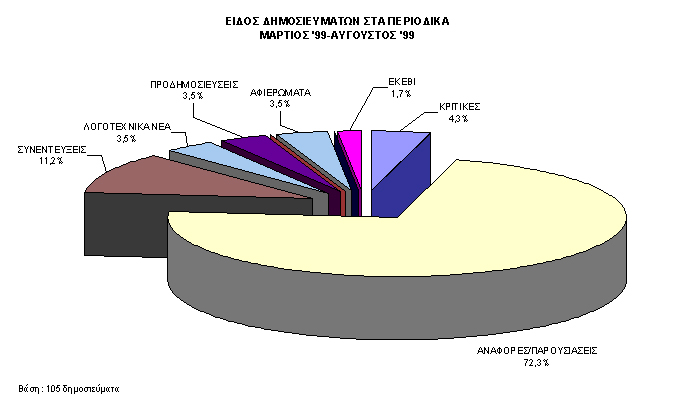 ΕΙΔΟΣ ΔΗΜΟΣΙΕΥΜΑΤΩΝ ΣΤΑ ΠΕΡΙΟΔΙΚΑ
ΜΑΡΤΙΟΣ '99-ΑΥΓΟΥΣΤΟΣ '99
ΕΚΕΒΙ
1,7%
ΠΡΟΔΗΜΟΣΙΕΥΣΕΙΣ
3,5%
ΑΦΙΕΡΩΜΑΤΑ
3,5%
ΚΡΙΤΙΚΕΣ
4,3%
ΛΟΓΟΤΕΧΝΙΚΑ ΝΕΑ
3,5%
ΣΥΝΕΝΤΕΥΞΕΙΣ
11,2%
ΑΝΑΦΟΡΕΣ/ΠΑΡΟΥΣΙΑΣΕΙΣ
72,3%
Βάση : 105 δημοσιεύματα